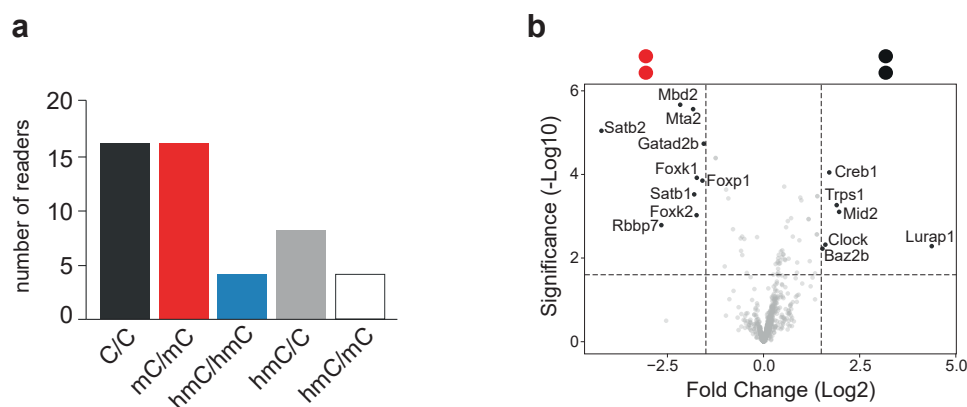 a
number of readers
20
15
10
5
0
C/C
mC/mC
hmC/hmC
hmC/C
hmC/mC
b
Significance (-Log10)
6
4
2
0
Mbd2
Mta2
Satb2
Gatad2b
Foxk1
Foxp1
Satb1
Foxk2
Rbbp7
Creb1
Trps1
Mid2
Clock
Lurap1
Baz2b
−2.5
0.0
2.5
5.0
Fold Change (Log2)